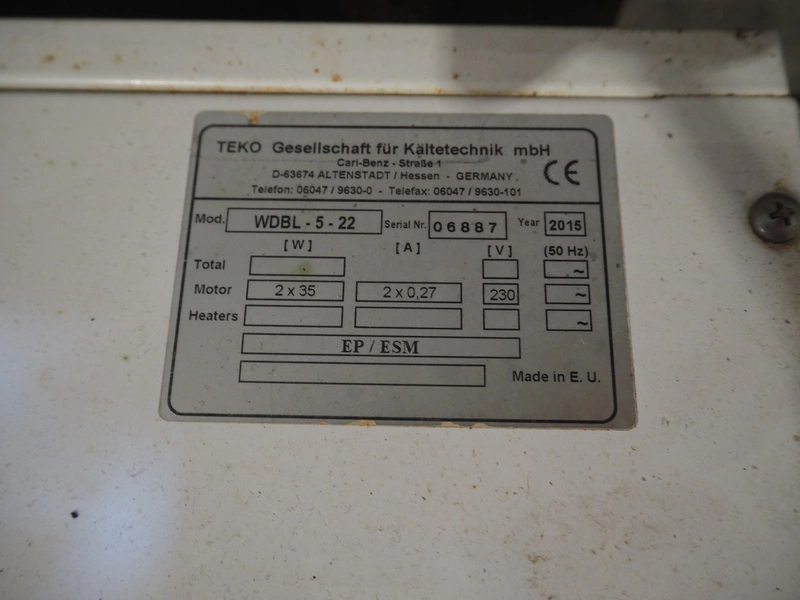 TEKO Gesellschaft für Kältetechnik mbH
Carl-Benz - Straße 1
D-63674 ALTENSTADT / Hessen - GERMANY
Telefon: 06047 / 9630-0 - Telefax: 06047 / 9630-101
CE
Mod. WDBL - 5 - 22 Serial Nr. 06887 Year 2015
[ W ] [ A ] [ V ] (50 Hz)
Total ~
Motor 2 x 35 2 x 0,27 230 ~
Heaters ~
EP / ESM
Made in E. U.